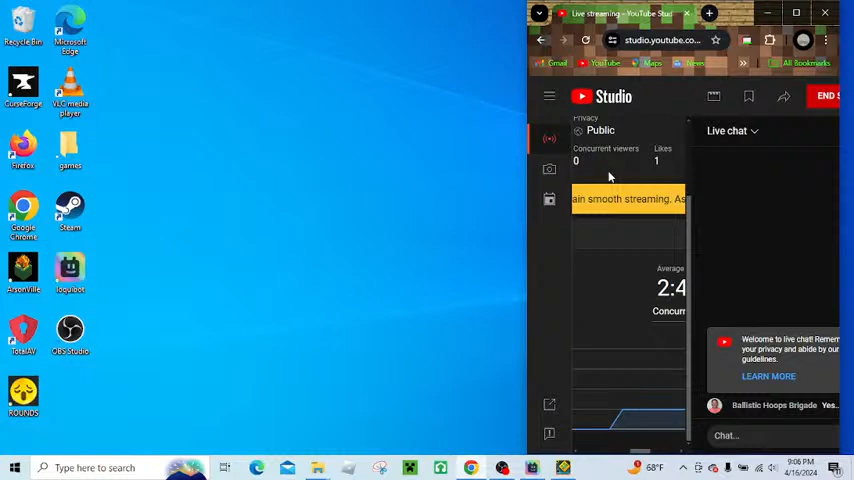 Recycle Bin
Microsoft
Edge
CurseForge
VLC media
player
Firefox
games
Google
Chrome
Steam
ArsonVille
loquibot
TotalAV
OBS Studio
ROUNDS
Live streaming - YouTube Stud
studio.youtube.co...
Gmail
YouTube
Maps
News
»
All Bookmarks
Studio
END S
Privacy
Public
Concurrent viewers
Likes
0
1
ain smooth streaming. As
Average
2:4
Concurr
Live chat
Welcome to live chat! Remem
your privacy and abide by our
guidelines.
LEARN MORE
Ballistic Hoops Brigade Yes..
Chat...
Type here to search
68°F
9:06 PM
4/16/2024